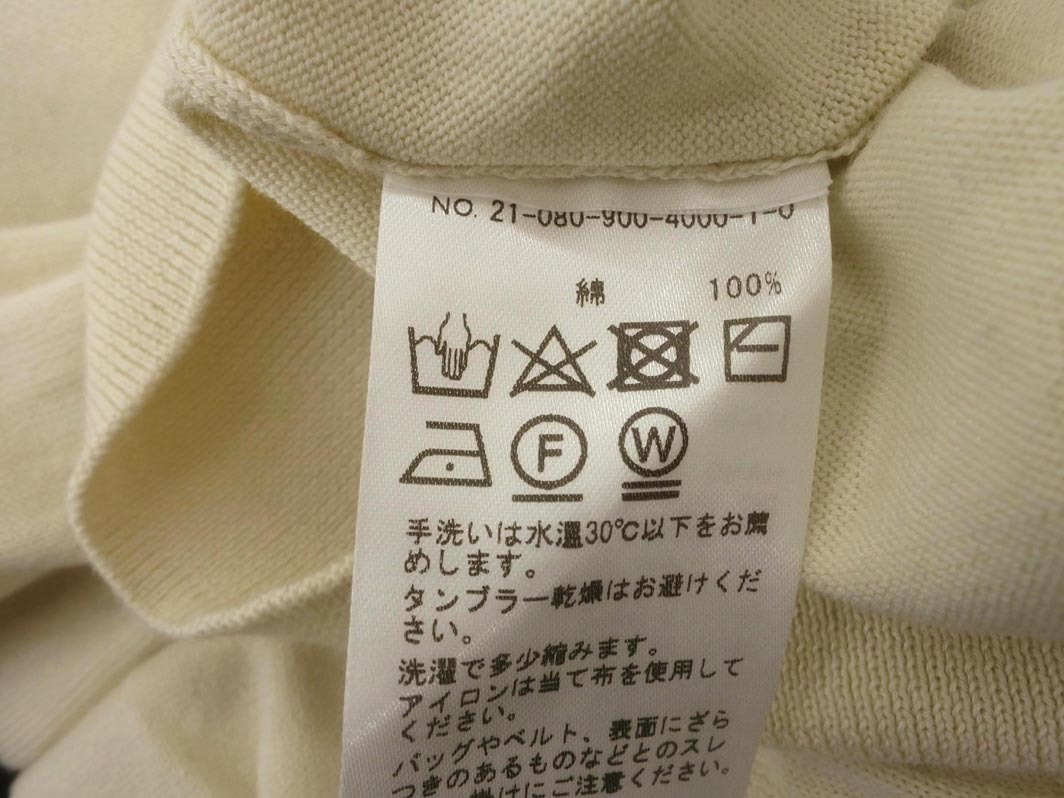 NO. 21-080-900-4000-1-0
綿 100%
F W
手洗いは水温30℃以下をお薦
めします。
タンブラー乾燥はお避けくだ
さい。
洗濯で多少縮みます。
アイロンは当て布を使用して
ください。
バッグやベルト、表面にざら
つきのあるものなどとのスレ
掛けにご注意ください。